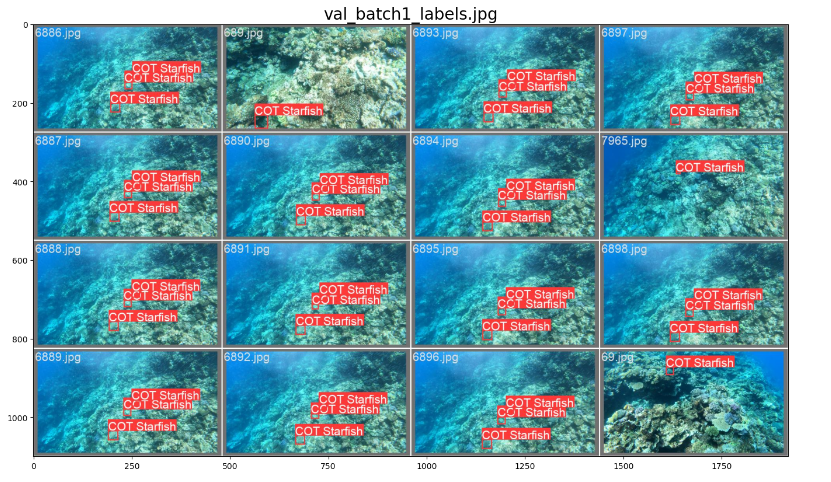 val_batch1_labels.jpg
0
200
400
600
800
1000
0
250
500
750
1000
1250
1500
1750
6886.jpg
COT Starfish
COT Starfish
COT Starfish
689.jpg
COT Starfish
6893.jpg
COT Starfish
COT Starfish
COT Starfish
6897.jpg
COT Starfish
COT Starfish
COT Starfish
6887.jpg
COT Starfish
COT Starfish
COT Starfish
6890.jpg
COT Starfish
COT Starfish
COT Starfish
6894.jpg
COT Starfish
COT Starfish
COT Starfish
7965.jpg
COT Starfish
6888.jpg
COT Starfish
COT Starfish
COT Starfish
6891.jpg
COT Starfish
COT Starfish
COT Starfish
6895.jpg
COT Starfish
COT Starfish
COT Starfish
6898.jpg
COT Starfish
COT Starfish
COT Starfish
6889.jpg
COT Starfish
COT Starfish
COT Starfish
6892.jpg
COT Starfish
COT Starfish
COT Starfish
6896.jpg
COT Starfish
COT Starfish
COT Starfish
69.jpg
COT Starfish